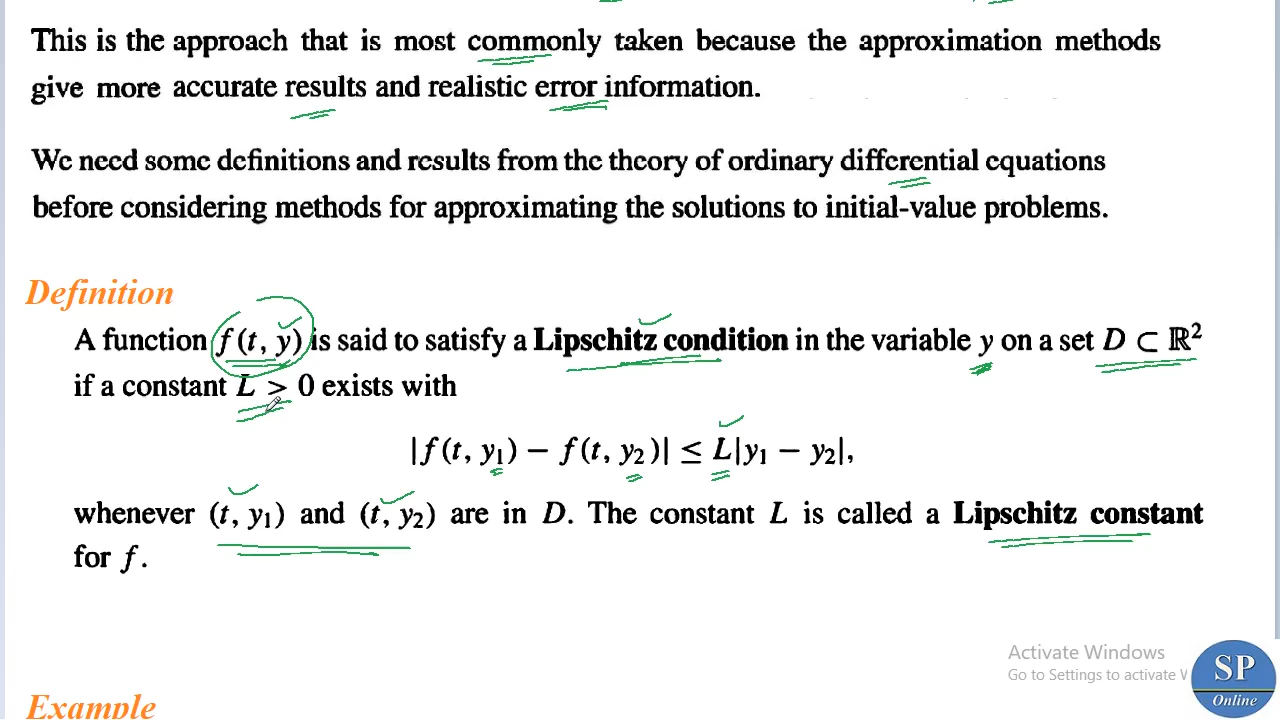 This is the approach that is most commonly taken because the approximation methods
give more accurate results and realistic error information.
We need some definitions and results from the theory of ordinary differential equations
before considering methods for approximating the solutions to initial-value problems.
Definition
A function f(t, y) is said to satisfy a Lipschitz condition in the variable y on a set D ⊂ ℝ²
if a constant L > 0 exists with
|f(t, y₁) − f(t, y₂)| ≤ L|y₁ − y₂|,
whenever (t, y₁) and (t, y₂) are in D. The constant L is called a Lipschitz constant
for f.
Activate Windows
Go to Settings to activate W
SP
Online
Example